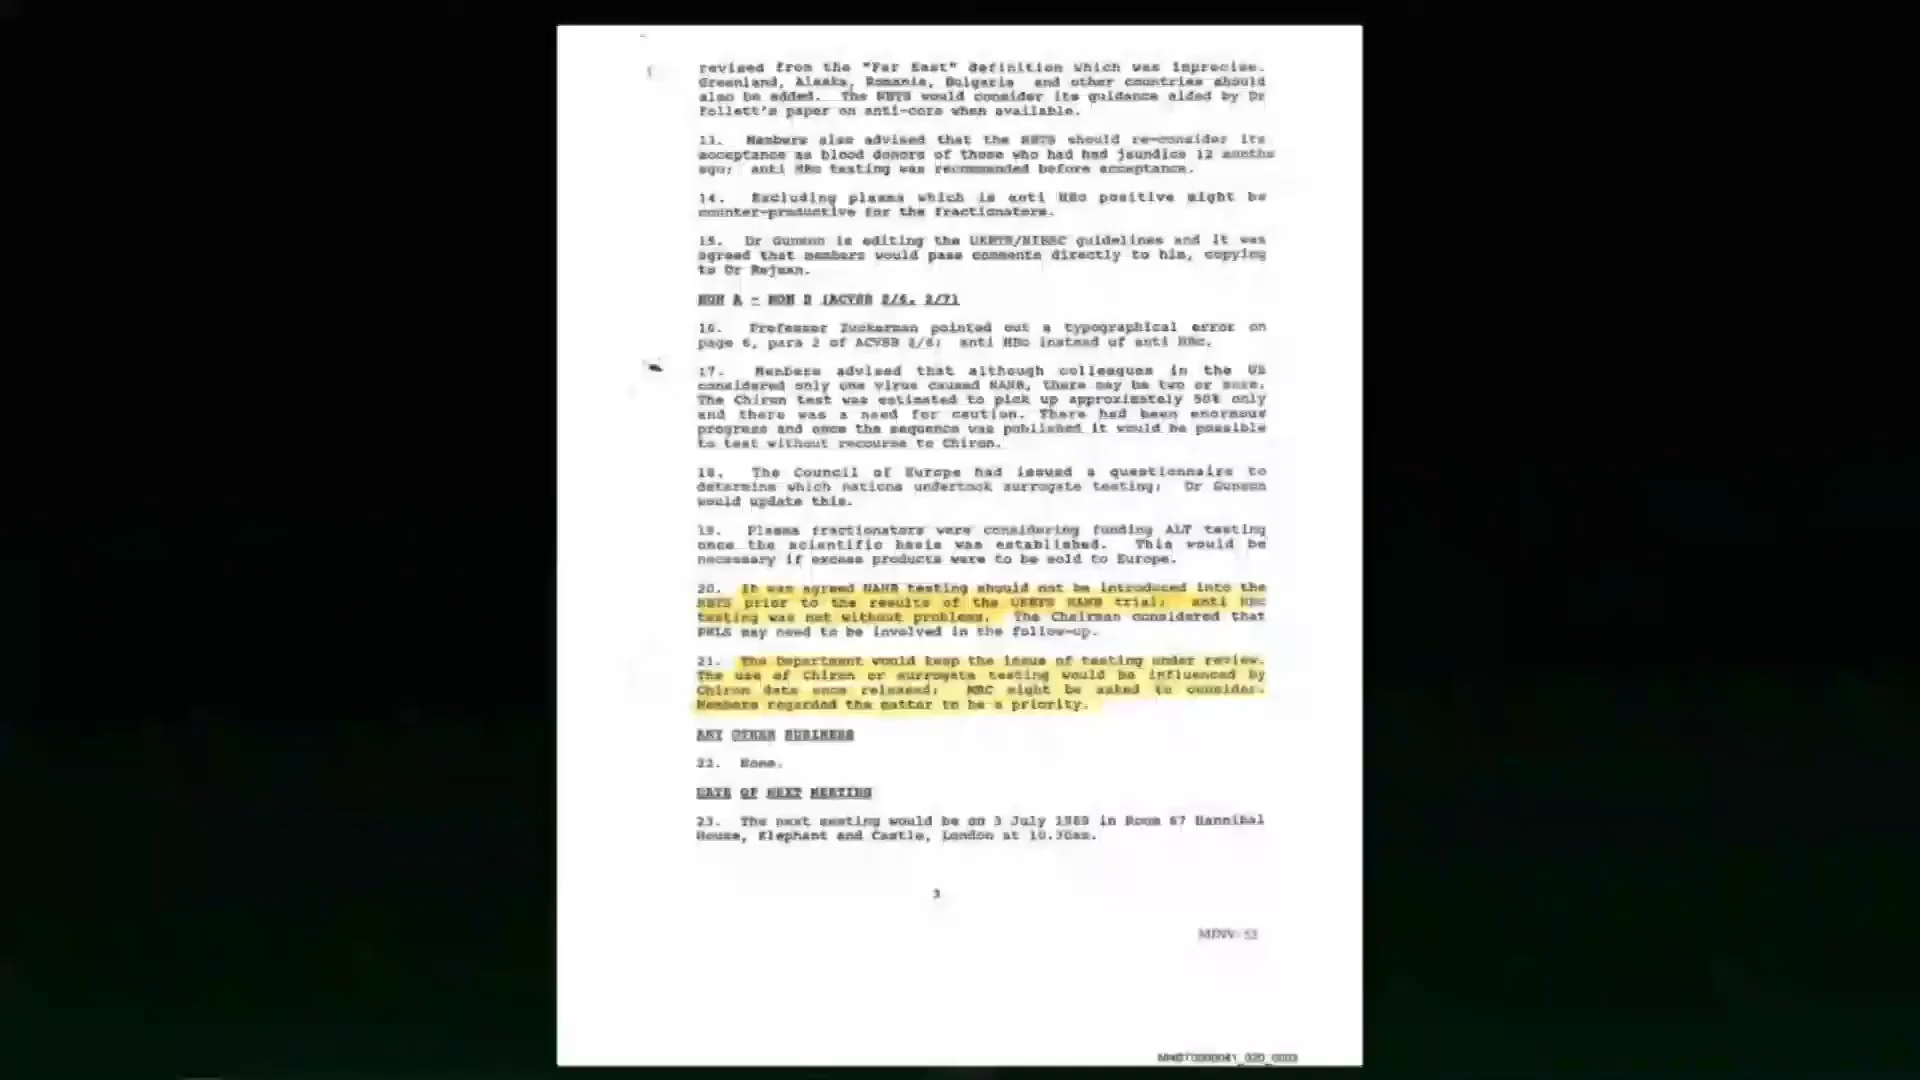 revised from the "Far East" definition which was imprecise.
Greenland, Alaska, Romania, Bulgaria and other countries should
also be added. The NBTS would consider its guidance aided by Dr
Follett's paper on anti-core when available.
13. Members also advised that the NBTS should re-consider its
acceptance as blood donors of those who had had jaundice 12 months
ago; anti HBc testing was recommended before acceptance.
14. Excluding plasma which is anti HBc positive might be
counter-productive for the fractionators.
15. Dr Gunson is editing the UKBTS/NIBSC guidelines and it was
agreed that members would pass comments directly to him, copying
to Dr Rejman.
NON A - NON B (ACVSB 2/6, 2/7)
16. Professor Zuckerman pointed out a typographical error on
page 6, para 2 of ACVSB 2/6; anti instead of anti
17. Members advised that although colleagues in the US
considered only one virus caused NANB, there may be two or more.
The Chiron test was estimated to pick up approximately 50% only
and there was a need for caution. There had been enormous
progress and once the sequence was published it would be possible
to test without recourse to Chiron.
18. The Council of Europe had issued a questionnaire to
determine which nations undertook surrogate testing; Dr Gunson
would update this.
19. Plasma fractionators were considering funding ALT testing
once the scientific basis was established. This would be
necessary if excess products were to be sold to Europe.
20. It was agreed NANB testing should not be introduced into the
NBTS prior to the results of the UKBTS NANB trial; anti HBc
testing was not without problems. The Chairman considered that
PHLS may need to be involved in the follow-up.
21. The Department would keep the issue of testing under review.
The use of Chiron or surrogate testing would be influenced by
Chiron data once released; MRC might be asked to consider.
Members regarded the matter to be a priority.
ANY OTHER BUSINESS
22. None.
DATE OF NEXT MEETING
23. The next meeting would be on 3 July 1989 in Room 67 Hannibal
House, Elephant and Castle, London at 10.30am.
3